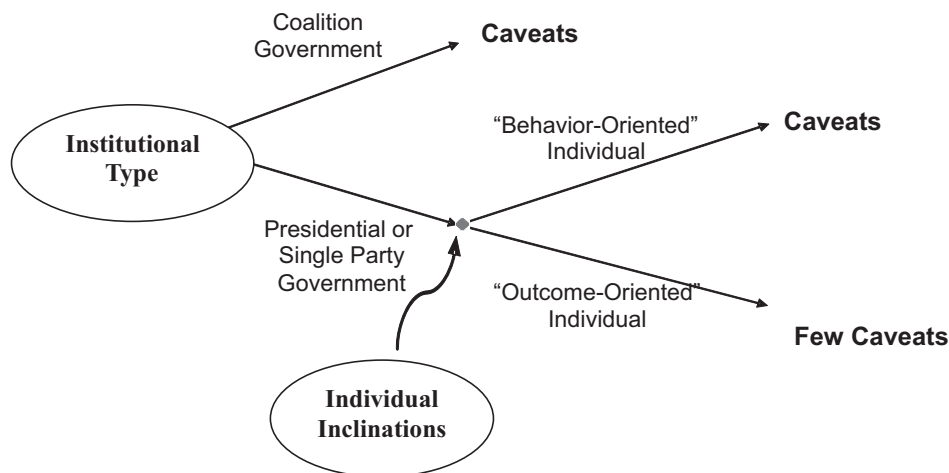 Coalition
Government
Caveats
Institutional
Type
"Behavior-Oriented"
Individual
Caveats
Presidential or
Single Party
Government
“Outcome-Oriented”
Individual
Few Caveats
Individual
Inclinations